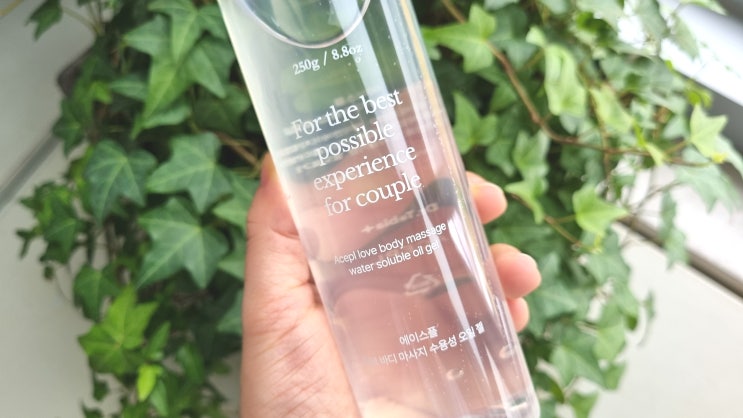 250g / 8.8oz
For the best
possible
experience
for couple
Acepl love body massage
water soluble oil gel
에이스플
바디 마사지 수용성 오일 젤